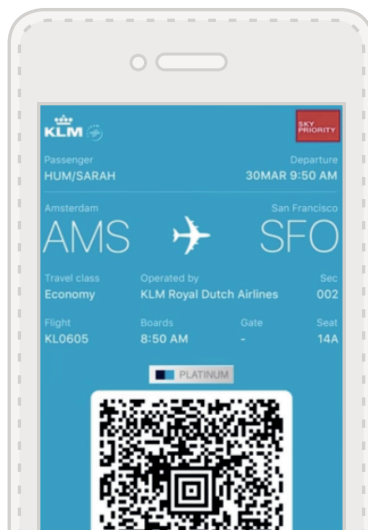 KLM
SKY
PRIORITY
Passenger Departure
HUM/SARAH 30MAR 9:50 AM
Amsterdam San Francisco
AMS SFO
Travel class Operated by Sec
Economy KLM Royal Dutch Airlines 002
Flight Boards Gate Seat
KL0605 8:50 AM - 14A
PLATINUM